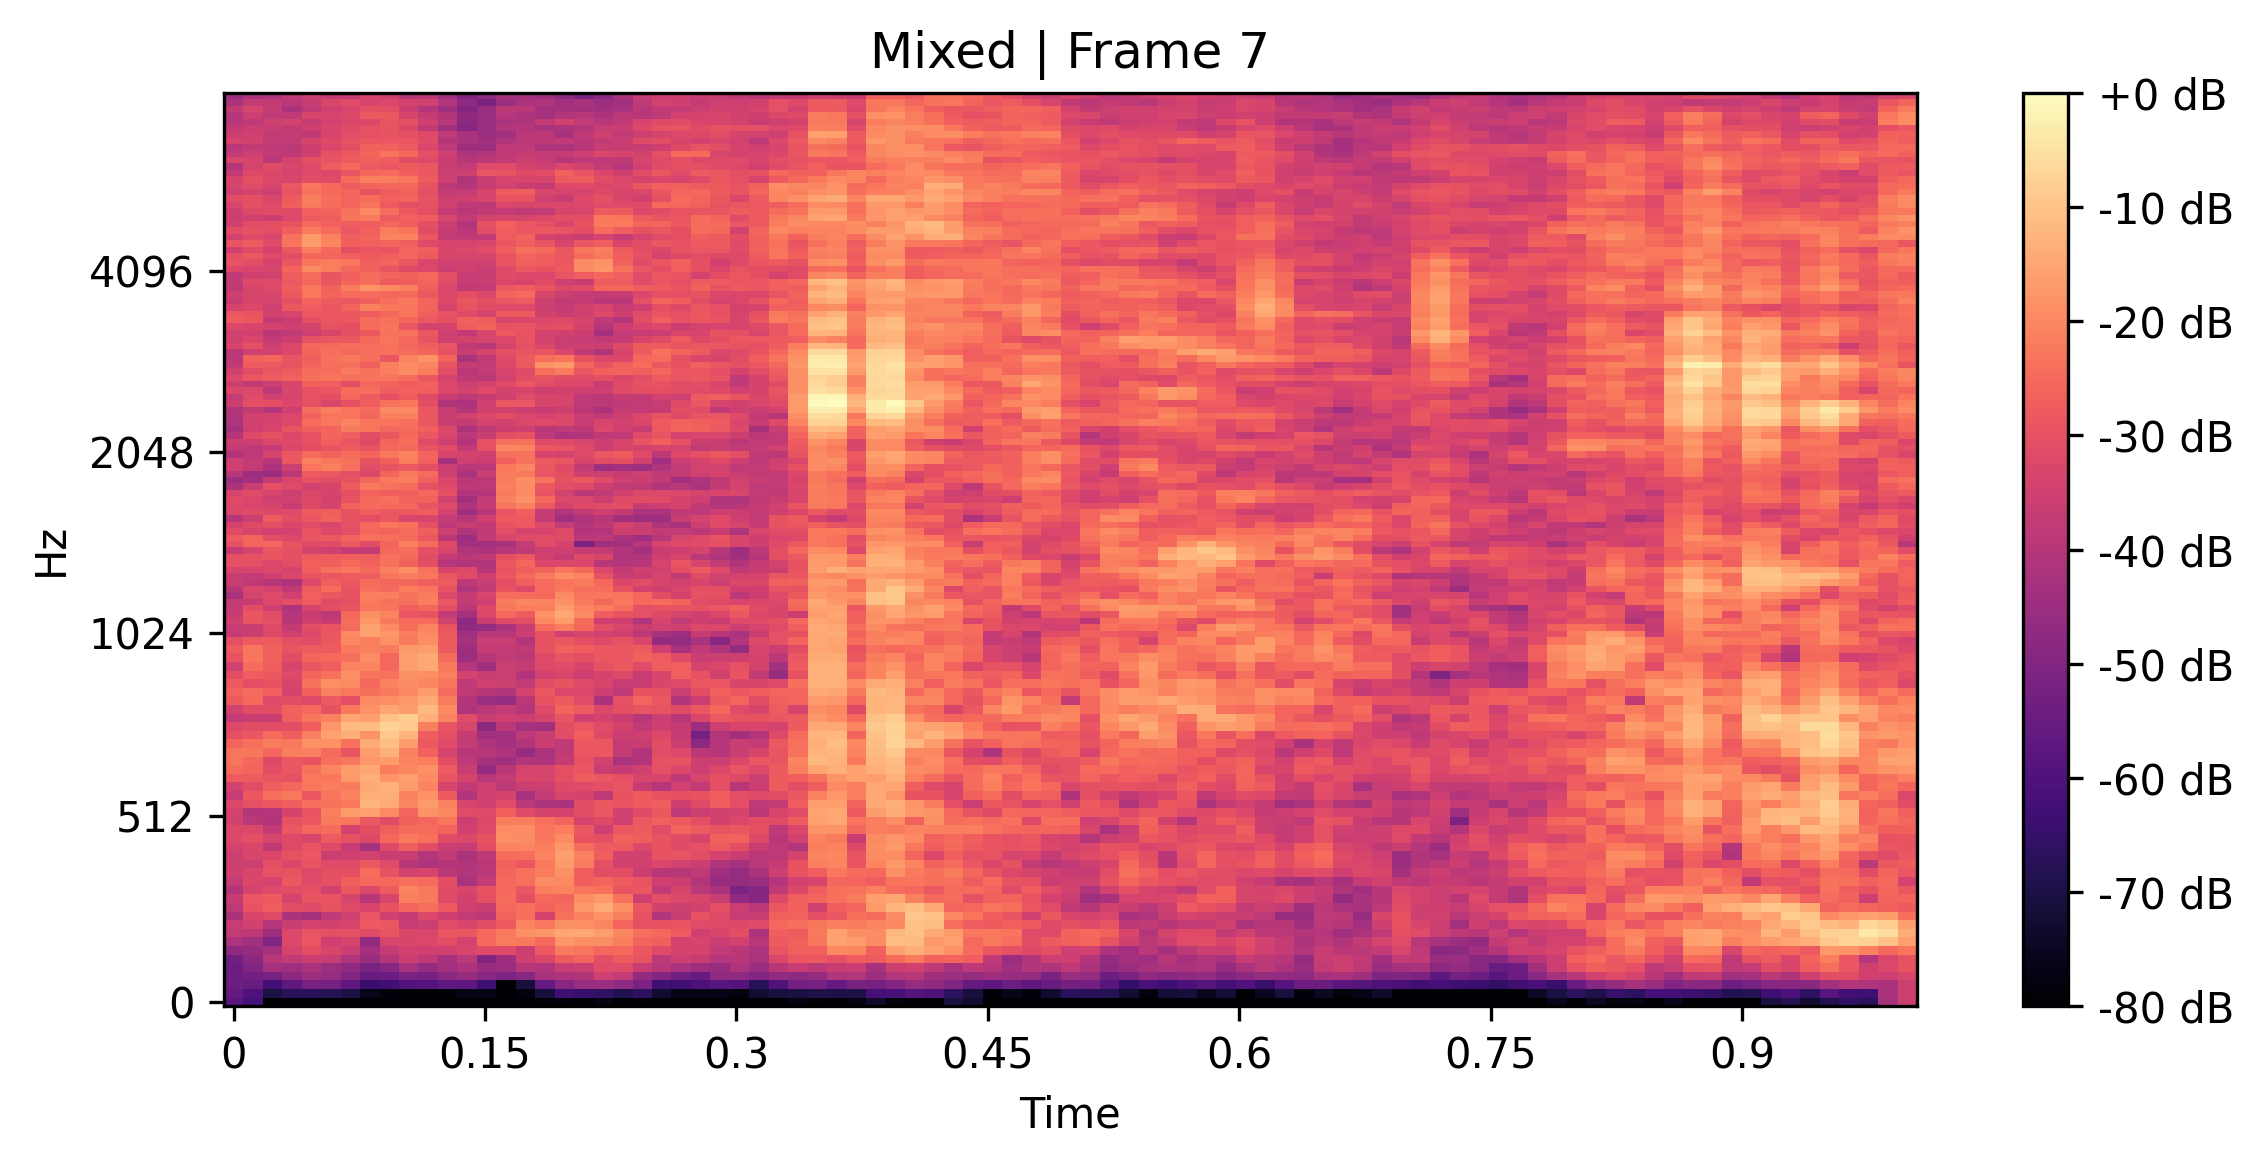 Mixed | Frame 7
Hz
4096
2048
1024
512
0
0 0.15 0.3 0.45 0.6 0.75 0.9
Time
+0 dB
-10 dB
-20 dB
-30 dB
-40 dB
-50 dB
-60 dB
-70 dB
-80 dB